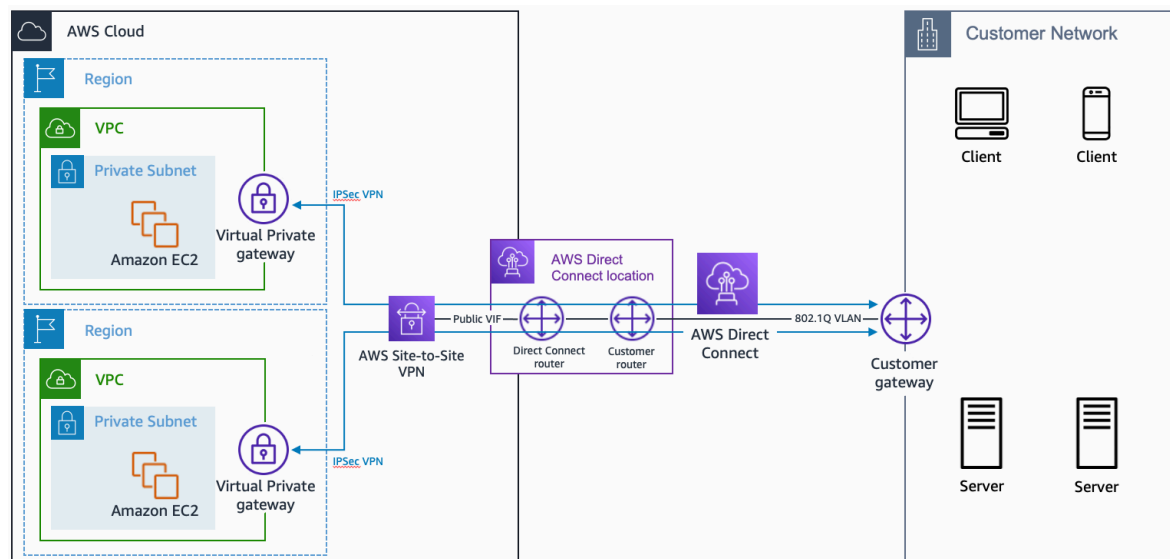 AWS Cloud
Customer Network
Region
VPC
Private Subnet
Amazon EC2
Virtual Private
gateway
IPSec VPN
Region
VPC
Private Subnet
Amazon EC2
Virtual Private
gateway
IPSec VPN
AWS Site-to-Site
VPN
Public VIF
AWS Direct
Connect location
Direct Connect
router
Customer
router
AWS Direct
Connect
802.1Q VLAN
Customer
gateway
Client
Client
Server
Server